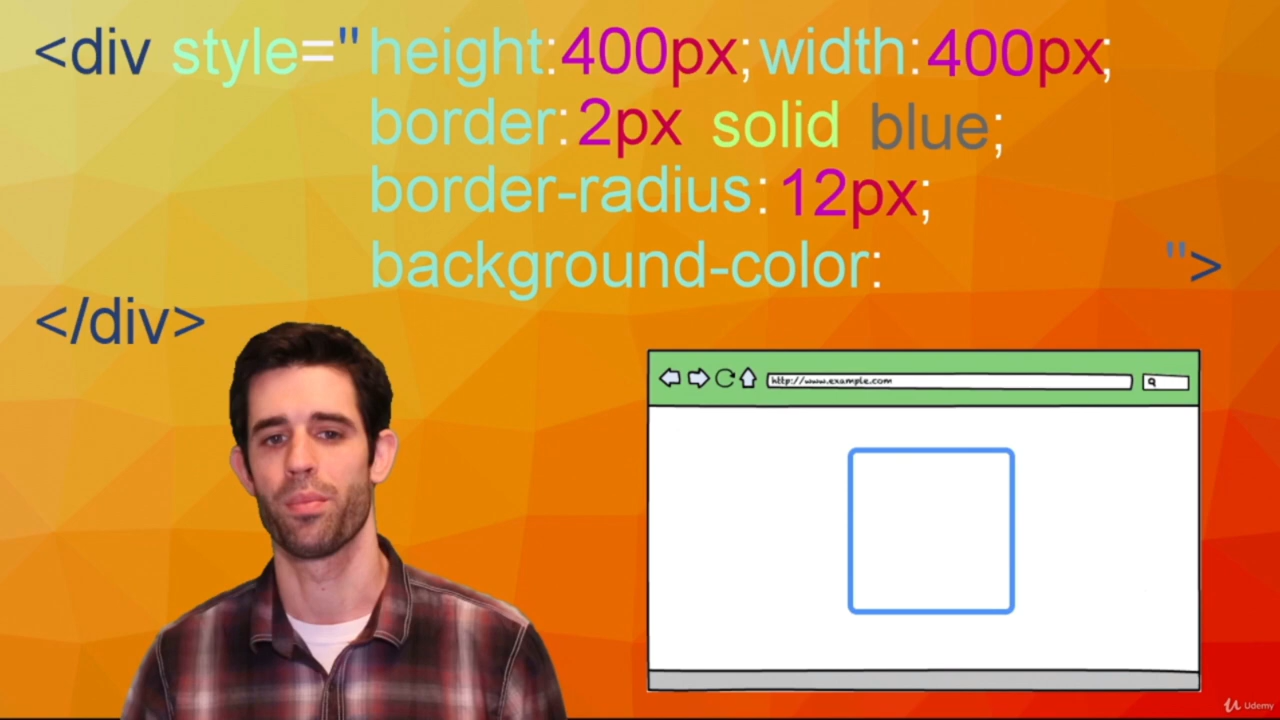 <div style="height:400px;width:400px;
border:2px solid blue;
border-radius: 12px;
background-color: ">
</div>
http://www.example.com
Udemy